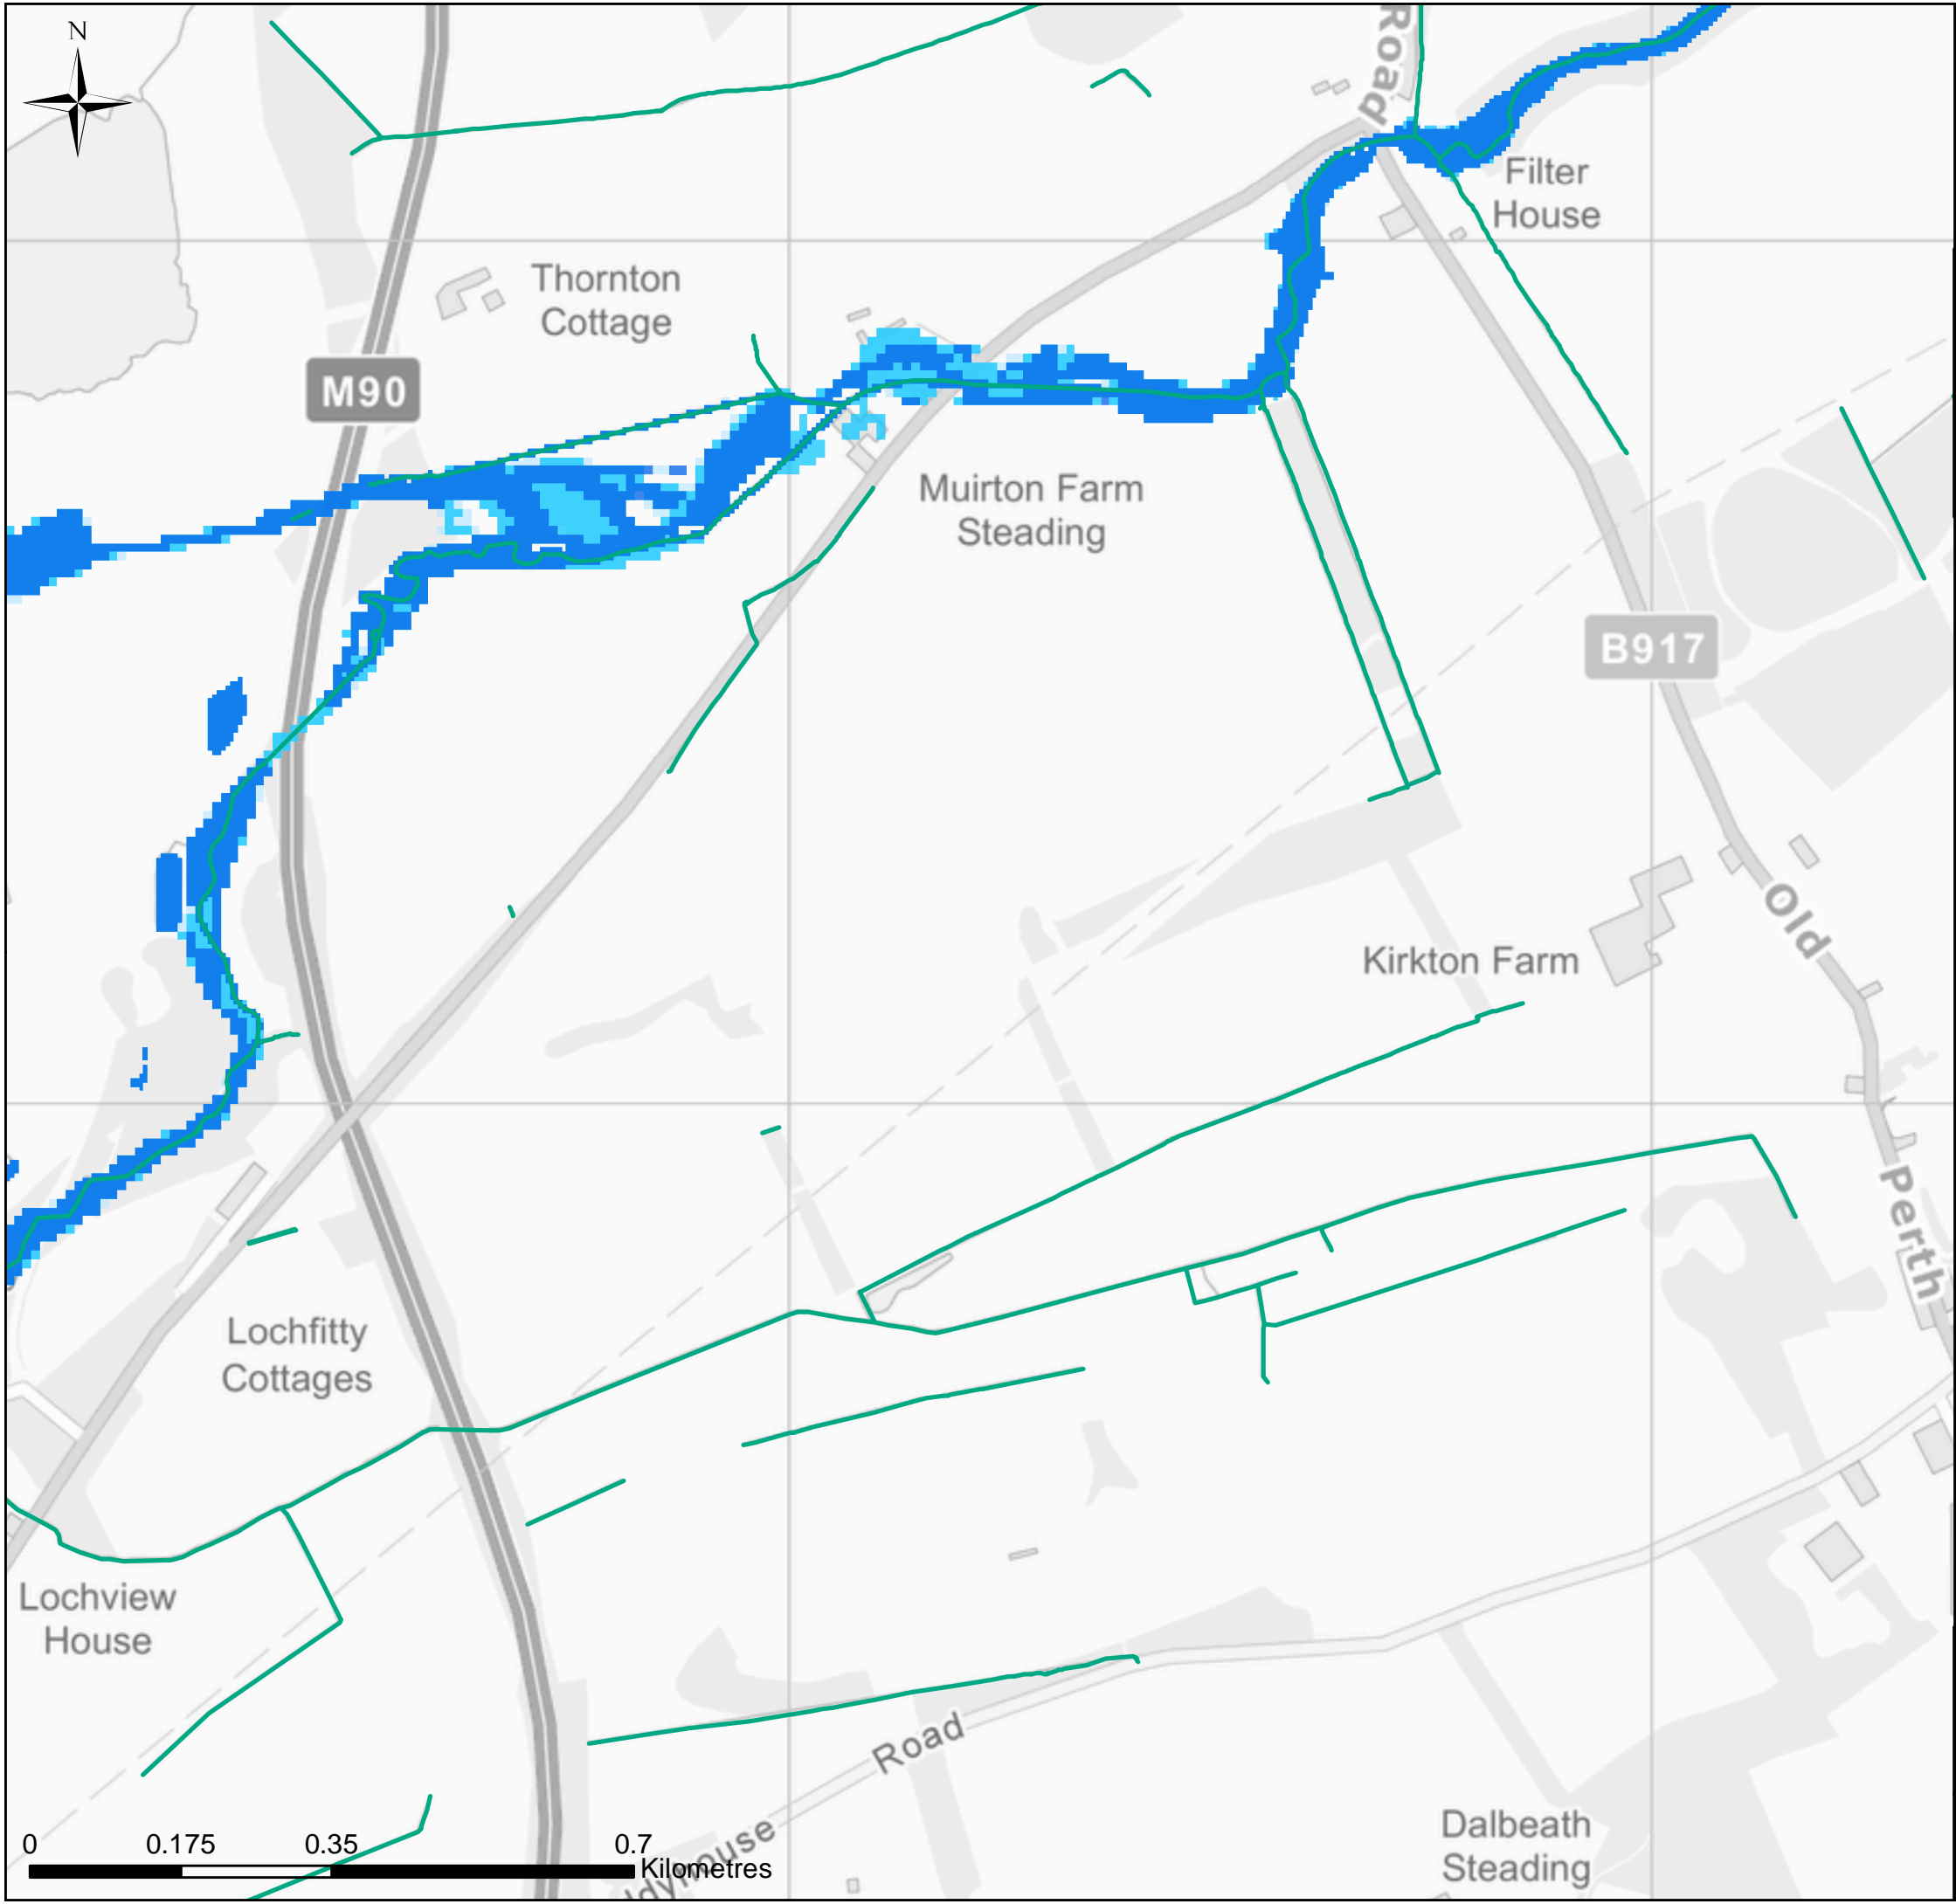 N
Road
Filter
House
Thornton
Cottage
M90
Muirton Farm
Steading
B917
Old
Kirkton Farm
Perth
Lochfitty
Cottages
Lochview
House
Road
Dalbeath
Steading
0 0.175 0.35 0.7
Kilometres